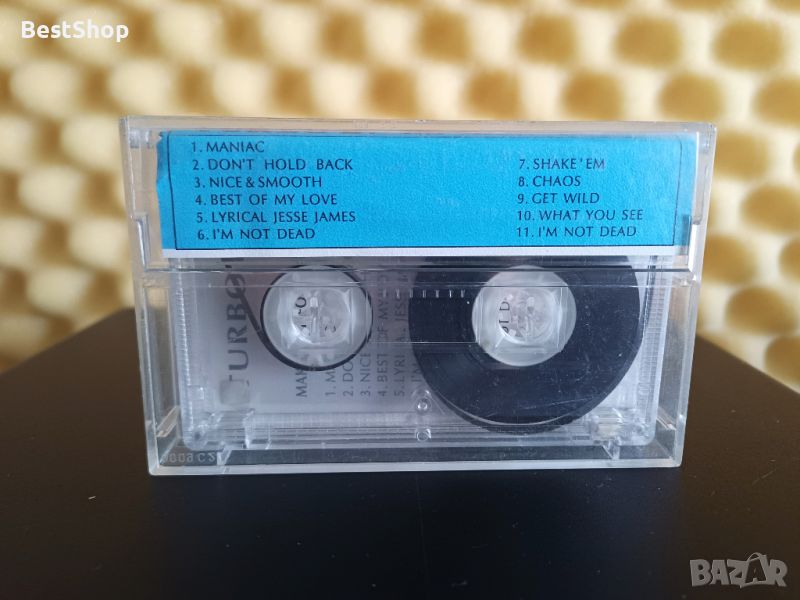 BestShop
1. MANIAC
2. DON'T HOLD BACK
3. NICE & SMOOTH
4. BEST OF MY LOVE
5. LYRICAL JESSE JAMES
6. I'M NOT DEAD
7. SHAKE'EM
8. CHAOS
9. GET WILD
10. WHAT YOU SEE
11. I'M NOT DEAD
TURBO
BAZAR